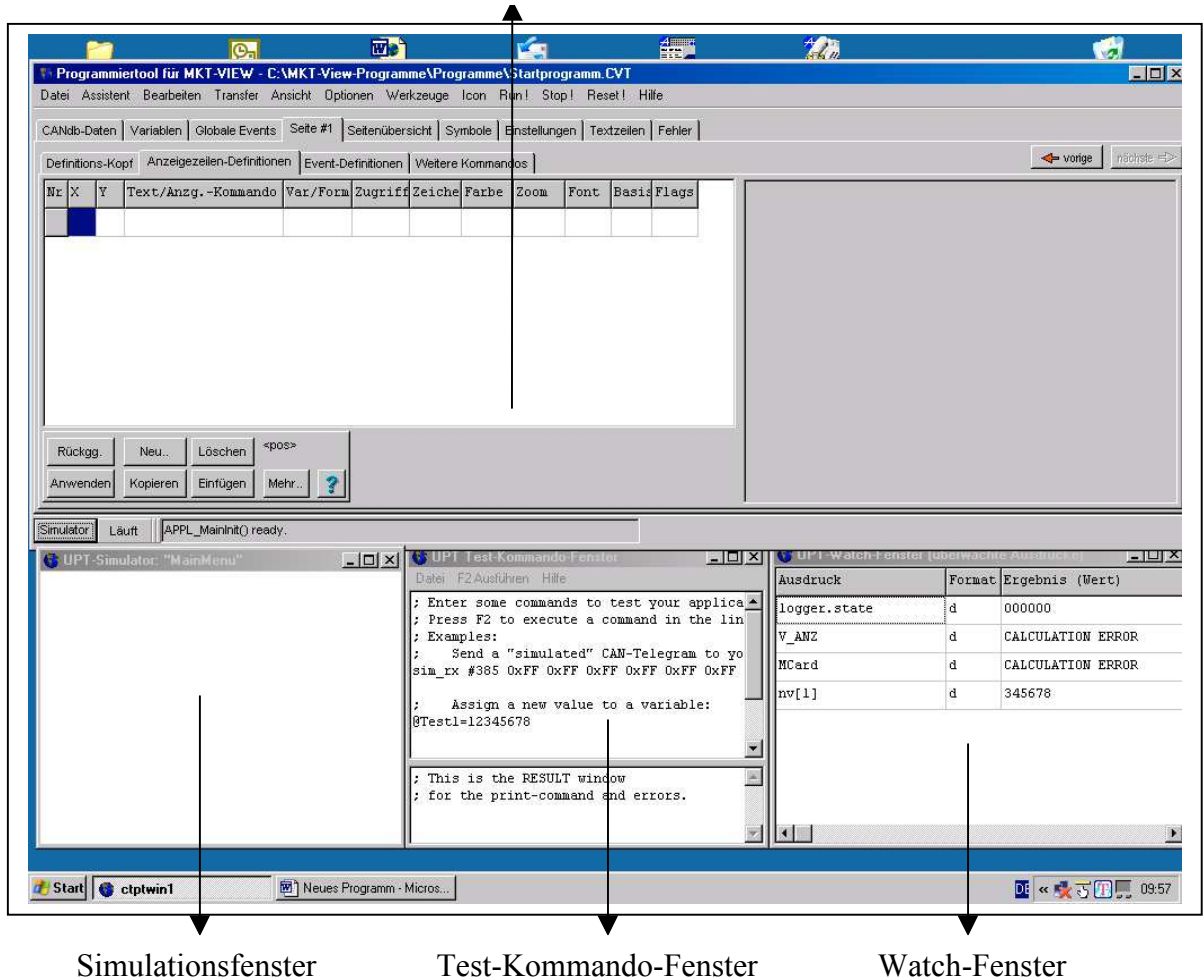 Programmiertool für MKT-VIEW - C:\MKT-View-Programme\Programme\Startprogramm.CVT
Datei Assistent Bearbeiten Transfer Ansicht Optionen Werkzeuge Icon Run! Stop! Reset! Hilfe
CANdb-Daten Variablen Globale Events Seite #1 Seitenübersicht Symbole Einstellungen Textzeilen Fehler
Definitions-Kopf Anzeigezeilen-Definitionen Event-Definitionen Weitere Kommandos vorige nächste
Nr X Y Text/Anzg.-Kommando Var/Form Zugriff Zeiche Farbe Zoom Font Basis Flags
Rückgg. Neu.. Löschen <pos>
Anwenden Kopieren Einfügen Mehr.. ?
Simulator Läuft APPL_MainInit() ready.
UPT-Simulator: "MainMenu"
UPT Test-Kommando-Fenster
Datei F2 Ausführen Hilfe
; Enter some commands to test your applica
; Press F2 to execute a command in the lin
; Examples:
; Send a "simulated" CAN-Telegram to yo
sim_rx #385 0xFF 0xFF 0xFF 0xFF 0xFF 0xFF
; Assign a new value to a variable:
@Test1=12345678
; This is the RESULT window
; for the print-command and errors.
UPT-Watch-Fenster (überwachte Ausdrücke)
Ausdruck Format Ergebnis (Wert)
logger.state d 000000
V_ANZ d CALCULATION ERROR
MCard d CALCULATION ERROR
nv[1] d 345678
Start ctptwin1 Neues Programm - Micros... DE « 09:57
Simulationsfenster Test-Kommando-Fenster Watch-Fenster